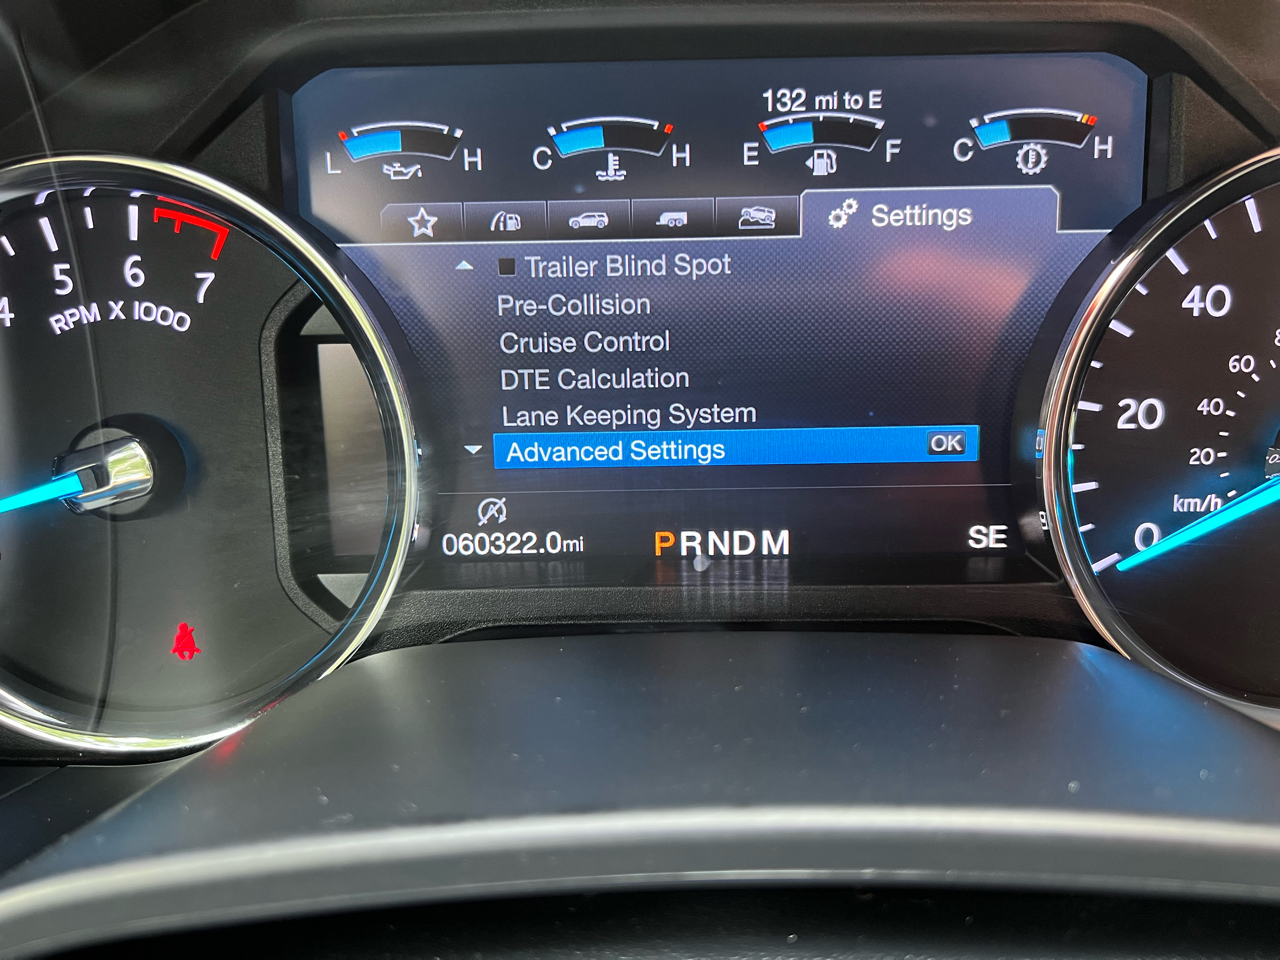 132 mi to E
L H C H E F C H
Settings
Trailer Blind Spot
Pre-Collision
Cruise Control
DTE Calculation
Lane Keeping System
Advanced Settings OK
060322.0mi PRNDM SE
4 5 6 7
RPM X 1000
0 20 40
20 40 60
km/h